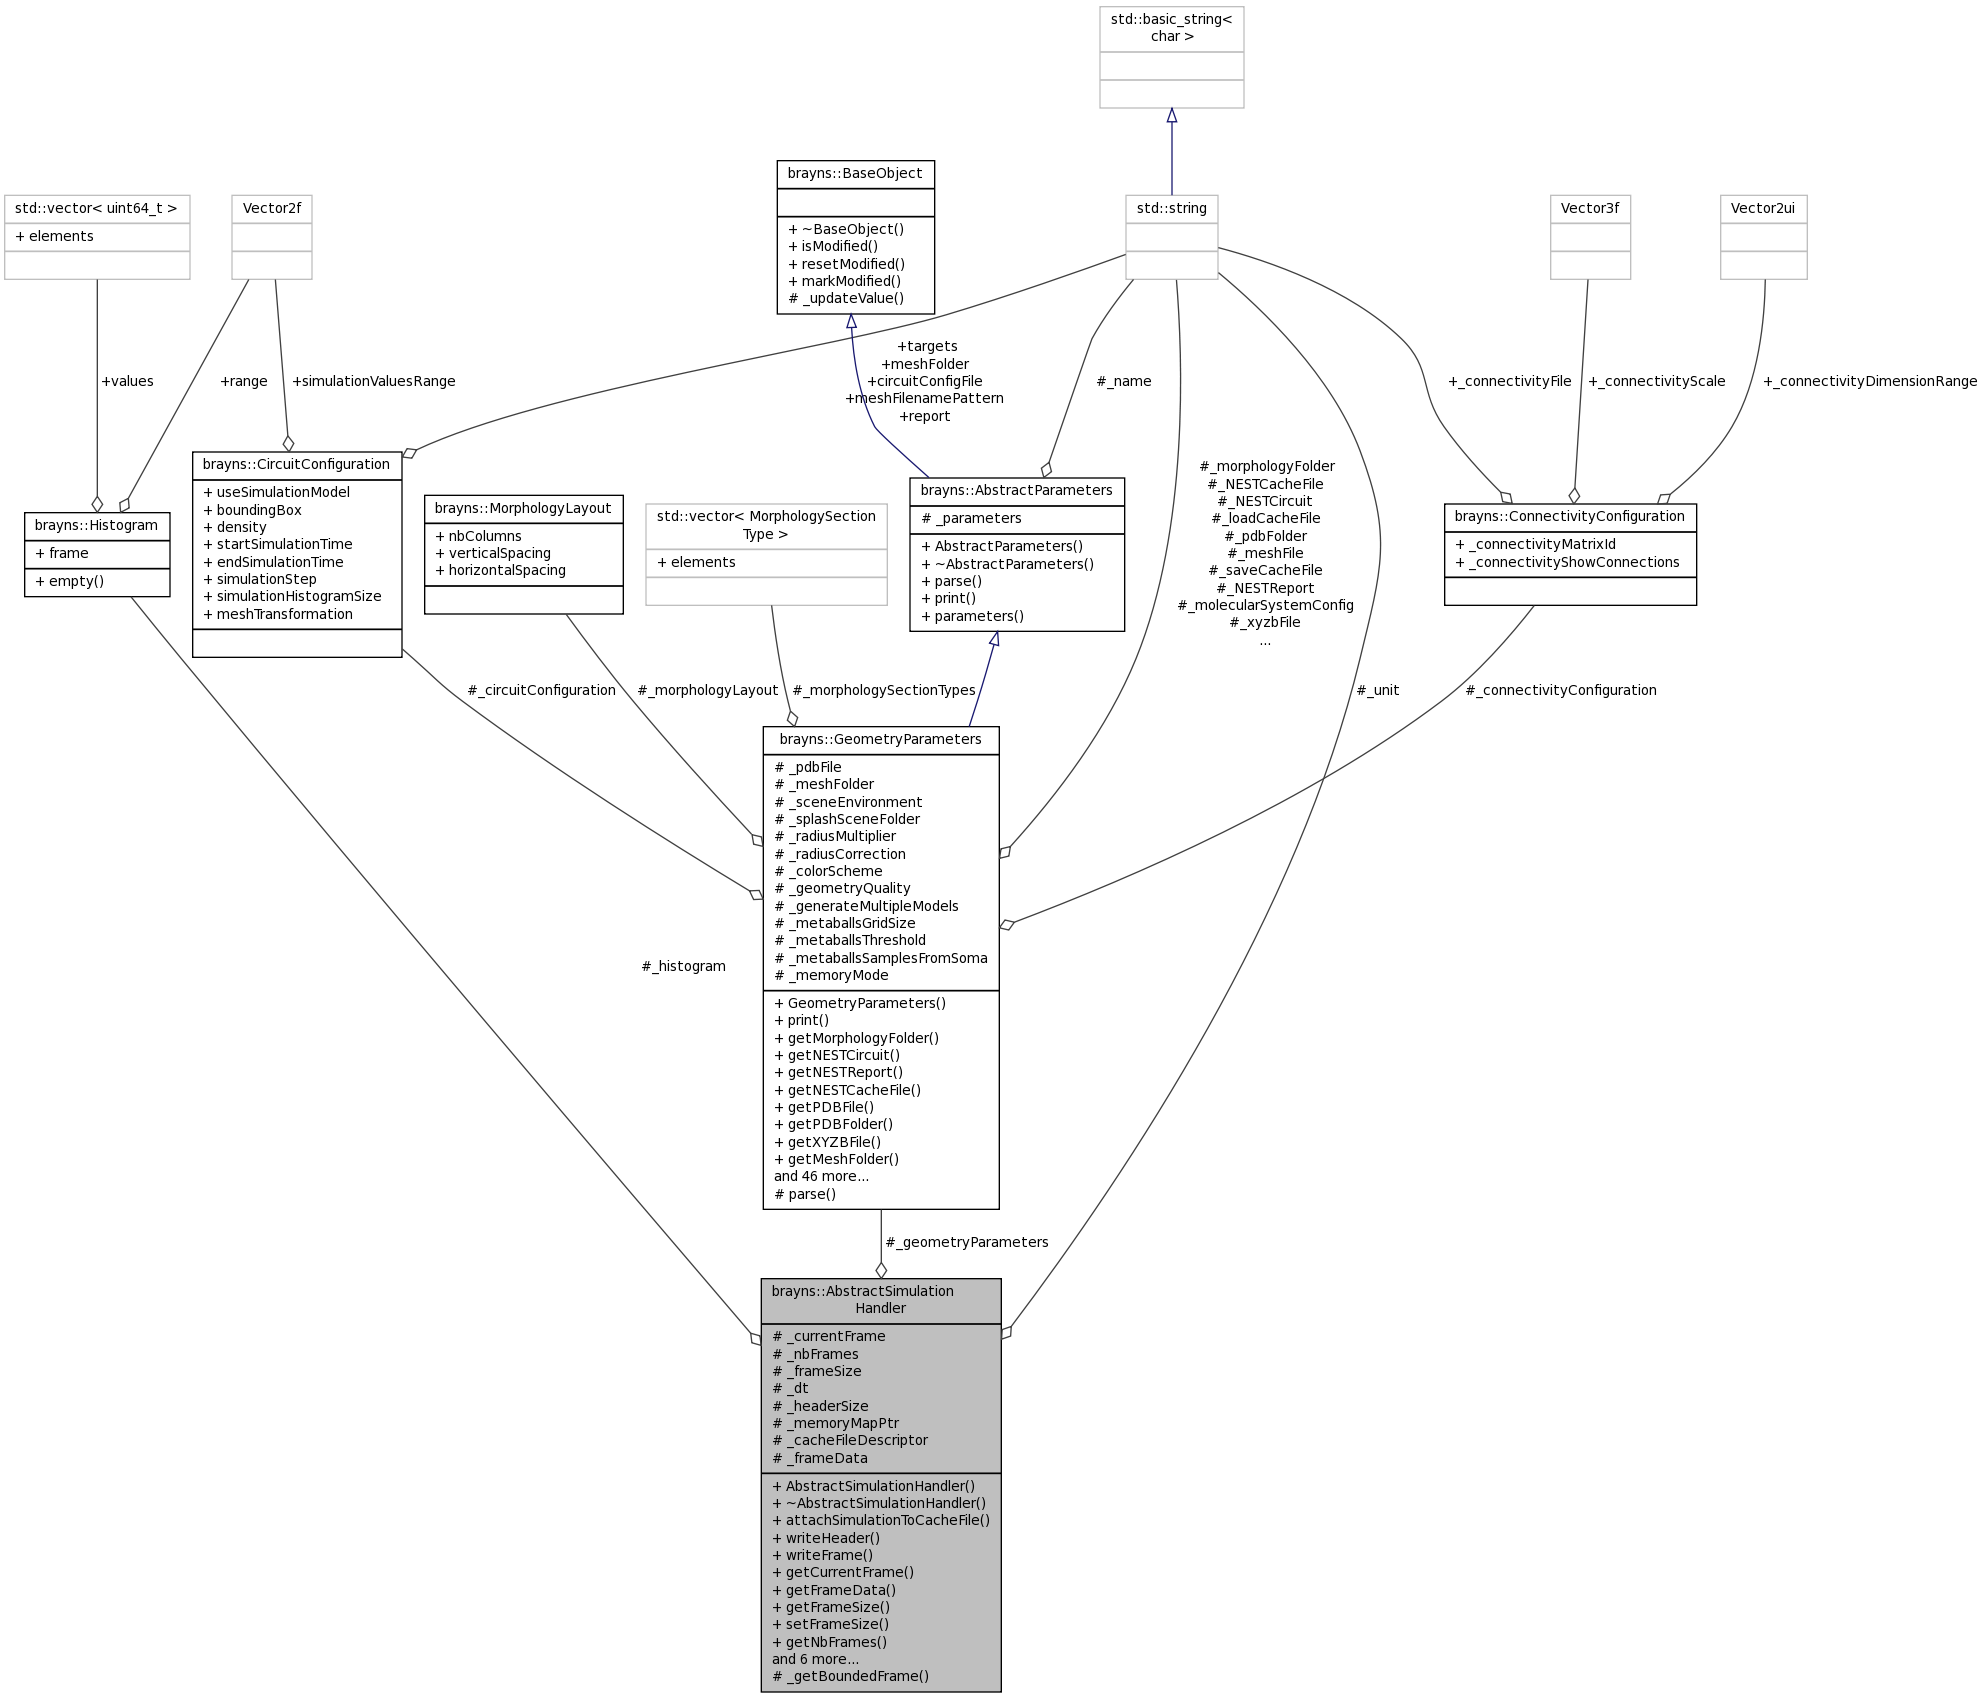 std::basic_string<
char >
brayns::BaseObject
+ ~BaseObject()
+ isModified()
+ resetModified()
+ markModified()
# _updateValue()
std::vector< uint64_t >
+ elements
Vector2f
std::string
Vector3f
Vector2ui
+values
+range
+simulationValuesRange
+targets
+meshFolder
+circuitConfigFile
+meshFilenamePattern
+report
#_name
+_connectivityFile
+_connectivityScale
+_connectivityDimensionRange
brayns::Histogram
+ frame
+ empty()
brayns::CircuitConfiguration
+ useSimulationModel
+ boundingBox
+ density
+ startSimulationTime
+ endSimulationTime
+ simulationStep
+ simulationHistogramSize
+ meshTransformation
brayns::MorphologyLayout
+ nbColumns
+ verticalSpacing
+ horizontalSpacing
std::vector< MorphologySection
Type >
+ elements
brayns::AbstractParameters
# _parameters
+ AbstractParameters()
+ ~AbstractParameters()
+ parse()
+ print()
+ parameters()
#_morphologyFolder
#_NESTCacheFile
#_NESTCircuit
#_loadCacheFile
#_pdbFolder
#_meshFile
#_saveCacheFile
#_NESTReport
#_molecularSystemConfig
#_xyzbFile
...
brayns::ConnectivityConfiguration
+ _connectivityMatrixId
+ _connectivityShowConnections
#_circuitConfiguration
#_morphologyLayout
#_morphologySectionTypes
#_unit
#_connectivityConfiguration
brayns::GeometryParameters
# _pdbFile
# _meshFolder
# _sceneEnvironment
# _splashSceneFolder
# _radiusMultiplier
# _radiusCorrection
# _colorScheme
# _geometryQuality
# _generateMultipleModels
# _metaballsGridSize
# _metaballsThreshold
# _metaballsSamplesFromSoma
# _memoryMode
+ GeometryParameters()
+ print()
+ getMorphologyFolder()
+ getNESTCircuit()
+ getNESTReport()
+ getNESTCacheFile()
+ getPDBFile()
+ getPDBFolder()
+ getXYZBFile()
+ getMeshFolder()
and 46 more...
# parse()
#_histogram
#_geometryParameters
brayns::AbstractSimulation
Handler
# _currentFrame
# _nbFrames
# _frameSize
# _dt
# _headerSize
# _memoryMapPtr
# _cacheFileDescriptor
# _frameData
+ AbstractSimulationHandler()
+ ~AbstractSimulationHandler()
+ attachSimulationToCacheFile()
+ writeHeader()
+ writeFrame()
+ getCurrentFrame()
+ getFrameData()
+ getFrameSize()
+ setFrameSize()
+ getNbFrames()
and 6 more...
# _getBoundedFrame()